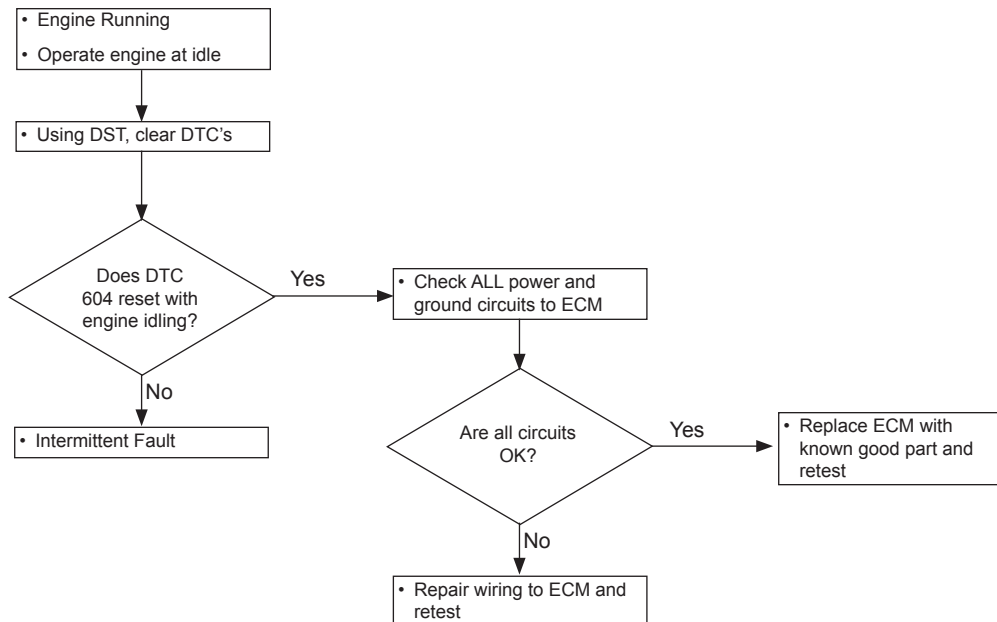 • Engine Running
• Operate engine at idle
• Using DST, clear DTC's
Does DTC
604 reset with
engine idling?
Yes
No
• Intermittent Fault
• Check ALL power and
ground circuits to ECM
Are all circuits
OK?
Yes
• Replace ECM with
known good part and
retest
No
• Repair wiring to ECM and
retest